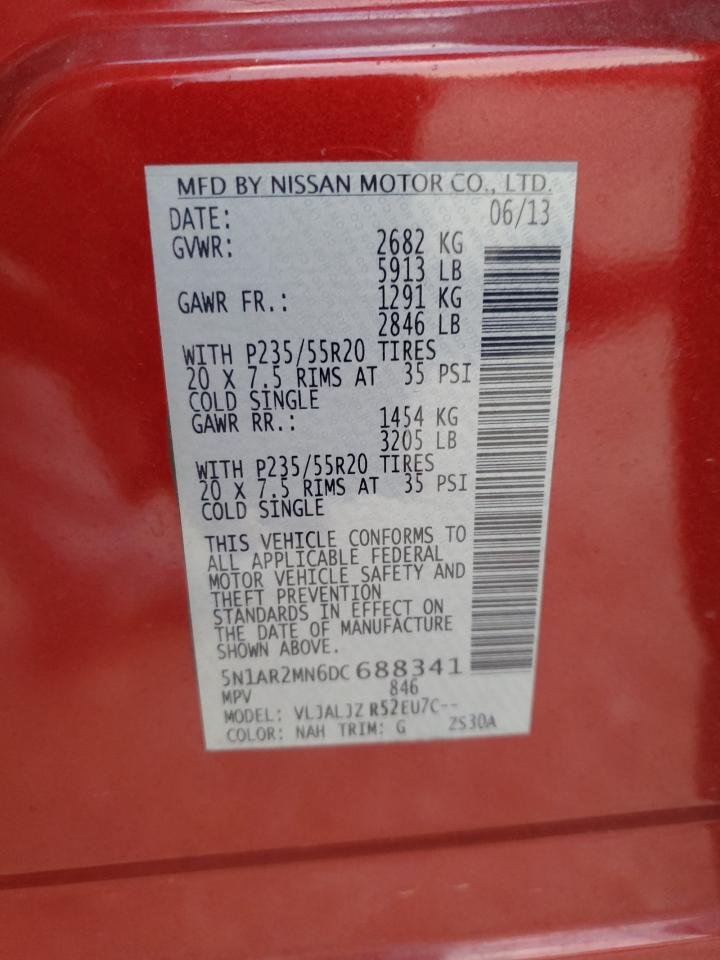 MFD BY NISSAN MOTOR CO., LTD.
DATE: 06/13
GVWR: 2682 KG
5913 LB
GAWR FR.: 1291 KG
2846 LB
WITH P235/55R20 TIRES
20 X 7.5 RIMS AT 35 PSI
COLD SINGLE
GAWR RR.: 1454 KG
3205 LB
WITH P235/55R20 TIRES
20 X 7.5 RIMS AT 35 PSI
COLD SINGLE
THIS VEHICLE CONFORMS TO
ALL APPLICABLE FEDERAL
MOTOR VEHICLE SAFETY AND
THEFT PREVENTION
STANDARDS IN EFFECT ON
THE DATE OF MANUFACTURE
SHOWN ABOVE.
5N1AR2MN6DC 688341
MPV 846
MODEL: VLJALJZ R52EU7C--
COLOR: NAH TRIM: G ZS30A